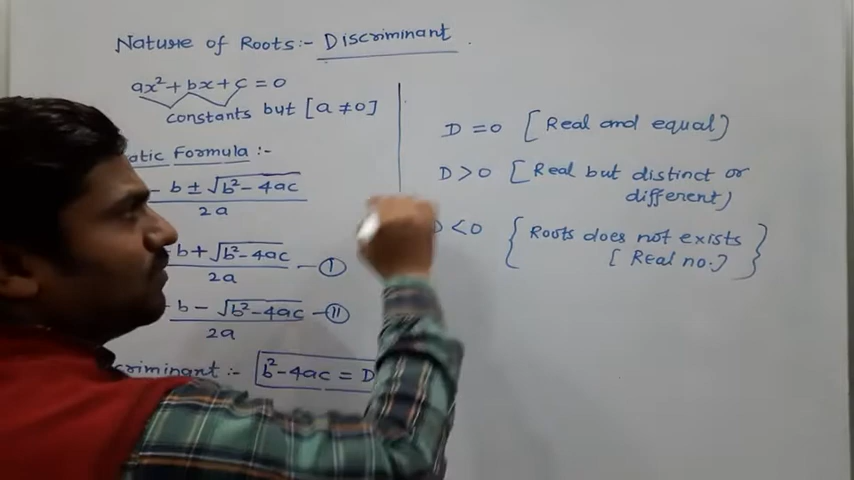 Nature of Roots:- Discriminant
ax²+bx+c=0
constants but [a ≠0]
atic Formula :-
- b ± √b²-4ac
2a
b+√b²-4ac
2a
—Ⓘ
- b - √b²-4ac
2a
—Ⓘⓘ
criminant :- b²-4ac = D
D =0 [Real and equal]
D>0 [Real but distinct or
different]
<0 {Roots does not exists
[Real no.]}